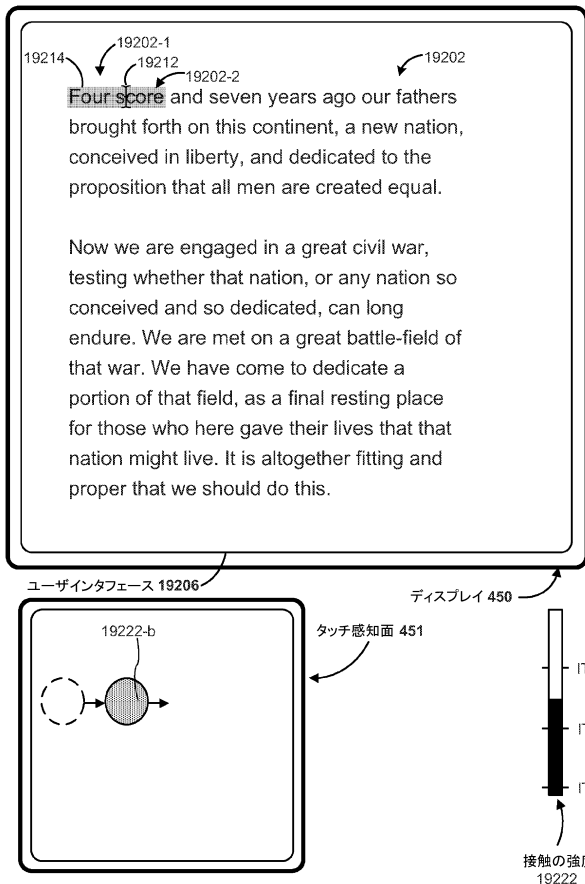 19202-1
19214
19212
19202
19202-2
Four score and seven years ago our fathers
brought forth on this continent, a new nation,
conceived in liberty, and dedicated to the
proposition that all men are created equal.
Now we are engaged in a great civil war,
testing whether that nation, or any nation so
conceived and so dedicated, can long
endure. We are met on a great battle-field of
that war. We have come to dedicate a
portion of that field, as a final resting place
for those who here gave their lives that that
nation might live. It is altogether fitting and
proper that we should do this.
ユーザインタフェース 19206
ディスプレイ 450
19222-b
タッチ感知面 451
接触の強
19222